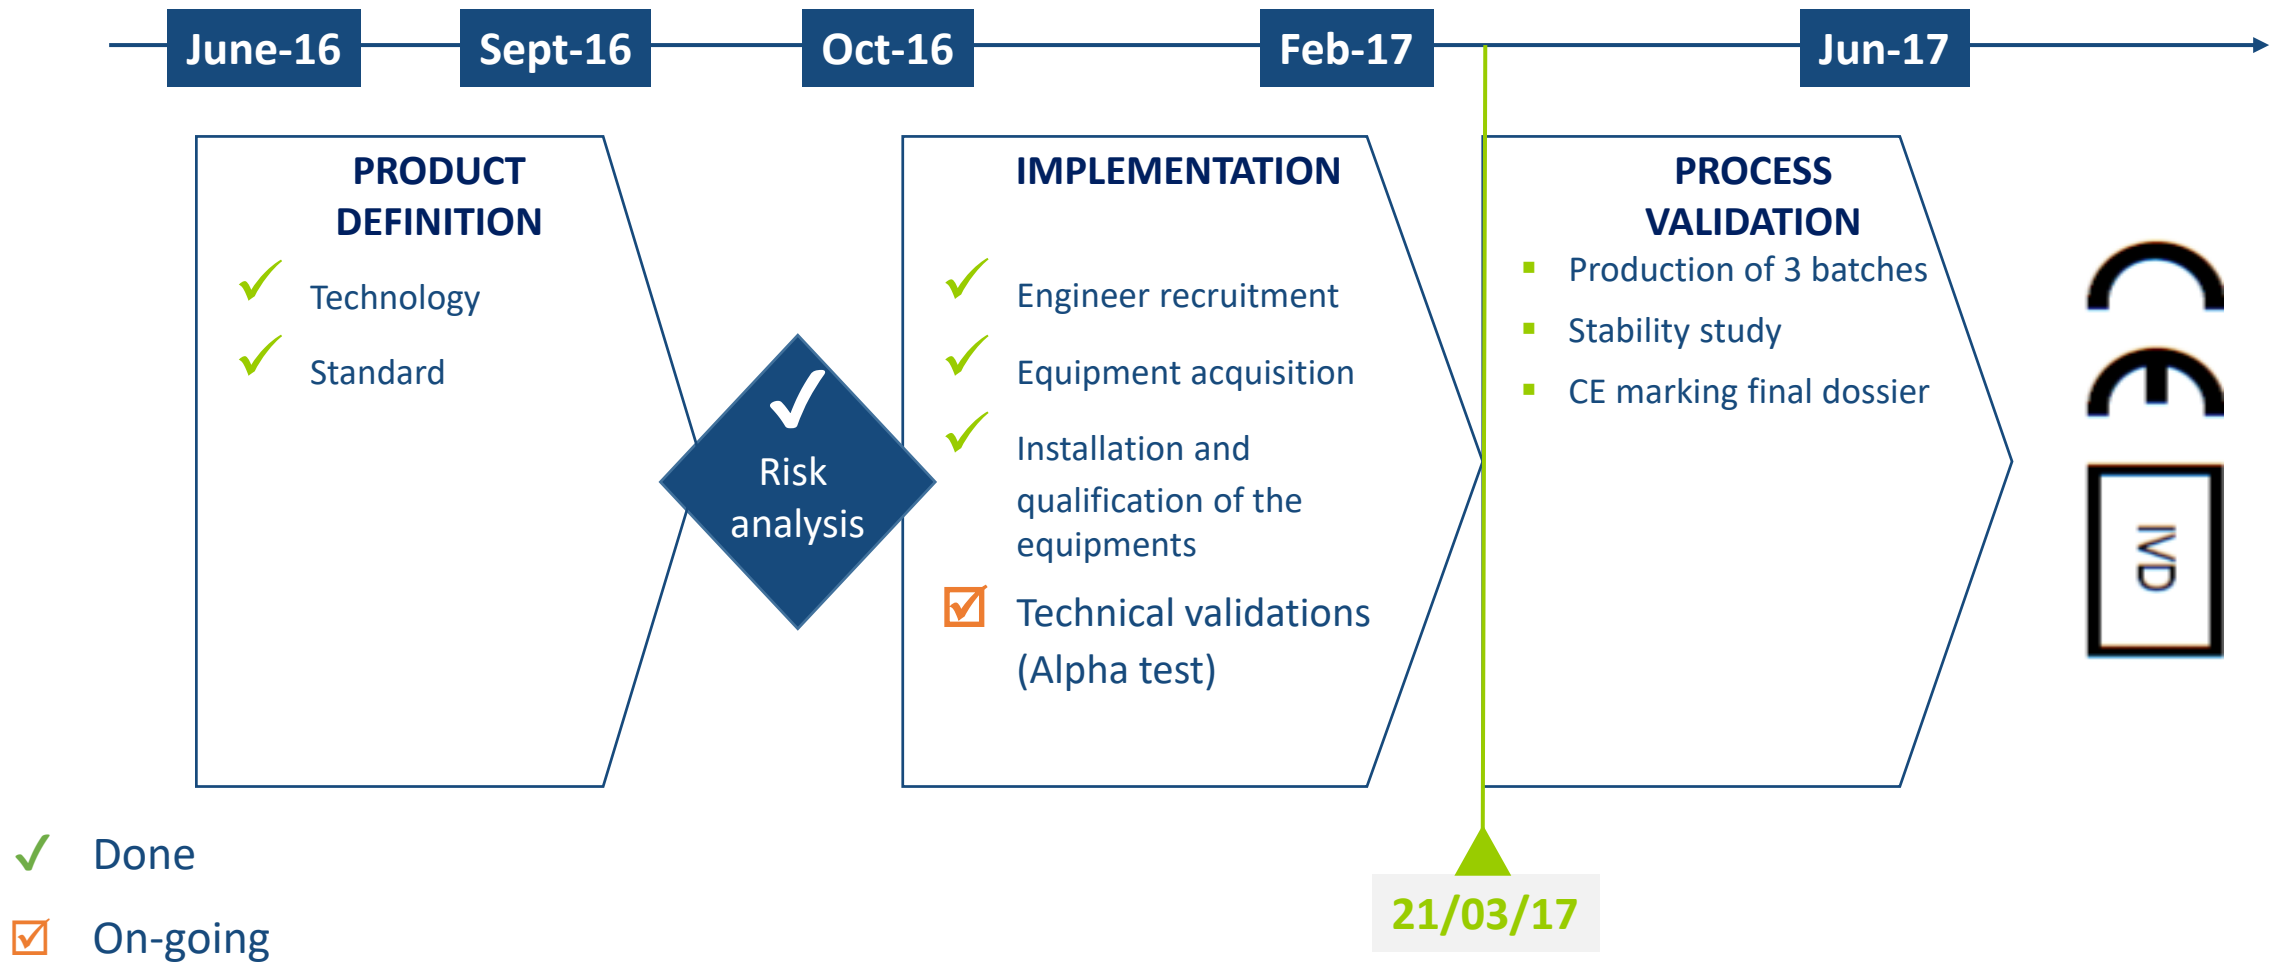 June-16
Sept-16
Oct-16
Feb-17
Jun-17
PRODUCT
DEFINITION
Technology
Standard
Risk
analysis
IMPLEMENTATION
Engineer recruitment
Equipment acquisition
Installation and
qualification of the
equipments
Technical validations
(Alpha test)
PROCESS
VALIDATION
Production of 3 batches
Stability study
CE marking final dossier
CE
IVD
Done
On-going
21/03/17